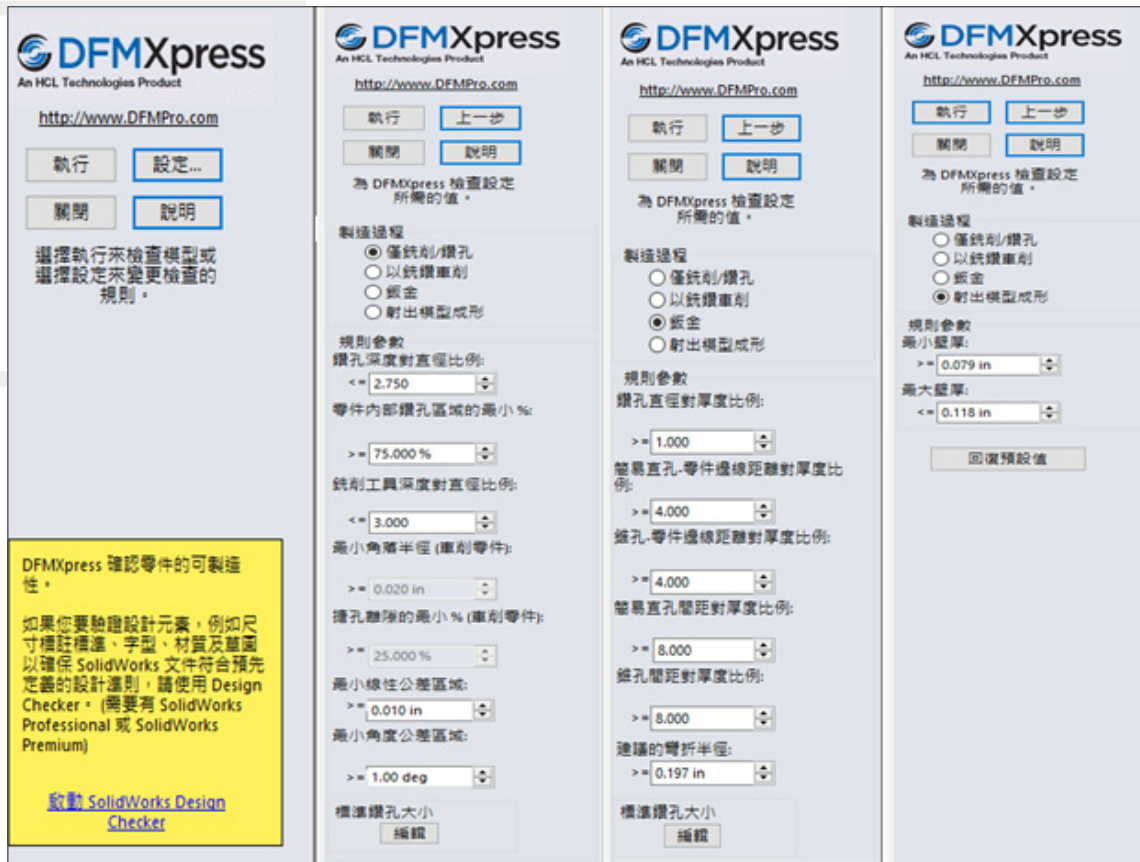 DFMXpress
An HCL Technologies Product
http://www.DFMPro.com
執行 設定...
關閉 說明
選擇執行來檢查模型或
選擇設定來變更檢查的
規則。
DFMXpress 確認零件的可製造
性。
如果您要驗證設計元素，例如尺
寸標註標準、字型、材質及草圖
以確保 SolidWorks 文件符合預先
定義的設計準則，請使用 Design
Checker。 (需要有 SolidWorks
Professional 或 SolidWorks
Premium)
啟動 SolidWorks Design
Checker
DFMXpress
An HCL Technologies Product
http://www.DFMPro.com
執行 上一步
關閉 說明
為 DFMXpress 檢查設定
所需的值。
製造過程
僅銑削/鑽孔
以銑鑽車削
鈑金
射出模型成形
規則參數
鑽孔深度對直徑比例:
<= 2.750
零件內部鑽孔區域的最小 %:
>= 75.000 %
銑削工具深度對直徑比例:
<= 3.000
最小角落半徑 (車削零件):
>= 0.020 in
搪孔離隙的最小 % (車削零件):
>= 25.000 %
最小線性公差區域:
>= 0.010 in
最小角度公差區域:
>= 1.00 deg
標準鑽孔大小
編輯
DFMXpress
An HCL Technologies Product
http://www.DFMPro.com
執行 上一步
關閉 說明
為 DFMXpress 檢查設定
所需的值。
製造過程
僅銑削/鑽孔
以銑鑽車削
鈑金
射出模型成形
規則參數
鑽孔直徑對厚度比例:
>= 1.000
簡易直孔-零件邊線距離對厚度比
例:
>= 4.000
錐孔-零件邊線距離對厚度比例:
>= 4.000
簡易直孔間距對厚度比例:
>= 8.000
錐孔間距對厚度比例:
>= 8.000
建議的彎折半徑:
>= 0.197 in
標準鑽孔大小
編輯
DFMXpress
An HCL Technologies Product
http://www.DFMPro.com
執行 上一步
關閉 說明
為 DFMXpress 檢查設定
所需的值。
製造過程
僅銑削/鑽孔
以銑鑽車削
鈑金
射出模型成形
規則參數
最小壁厚:
>= 0.079 in
最大壁厚:
<= 0.118 in
回復預設值